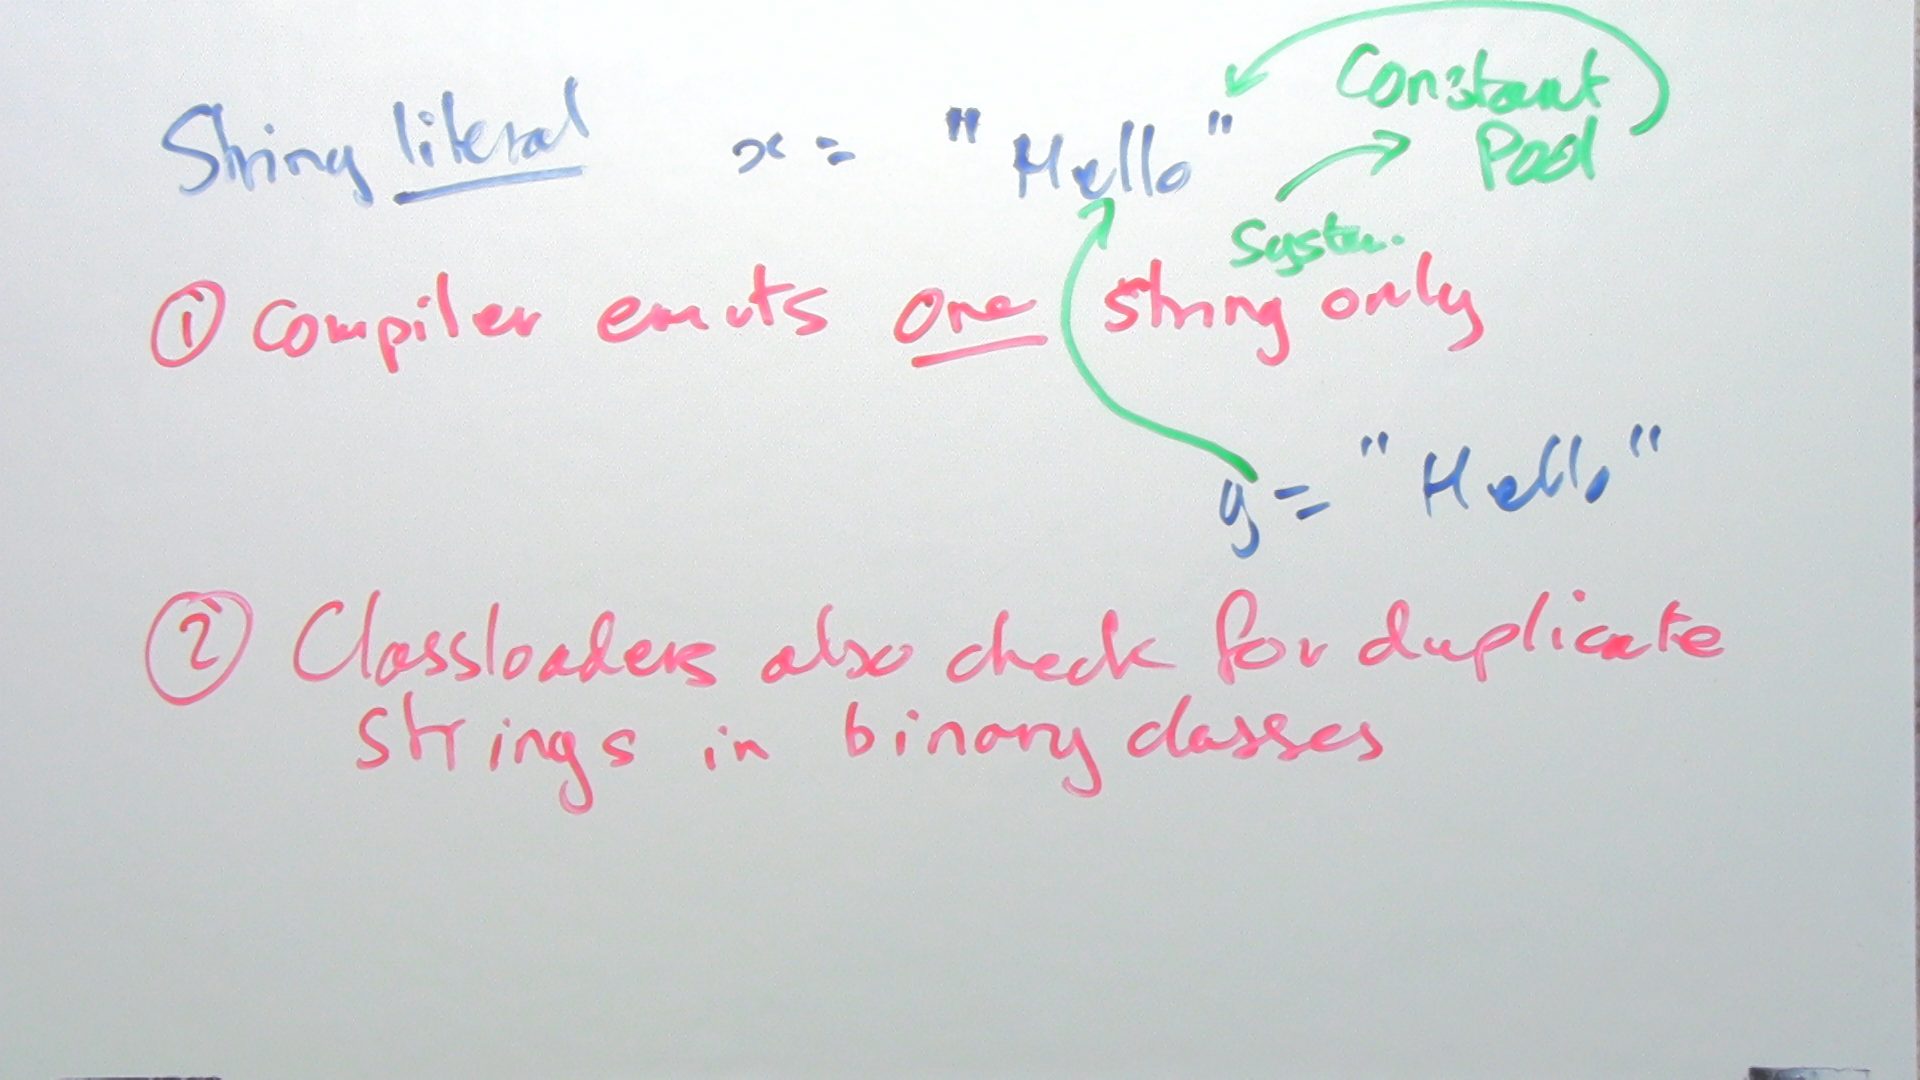 String literal x = "Hello"
Constant
Pool
System.
① Compiler emits One string only
y = "Hello"
② Classloaders also check for duplicate
strings in binary classes